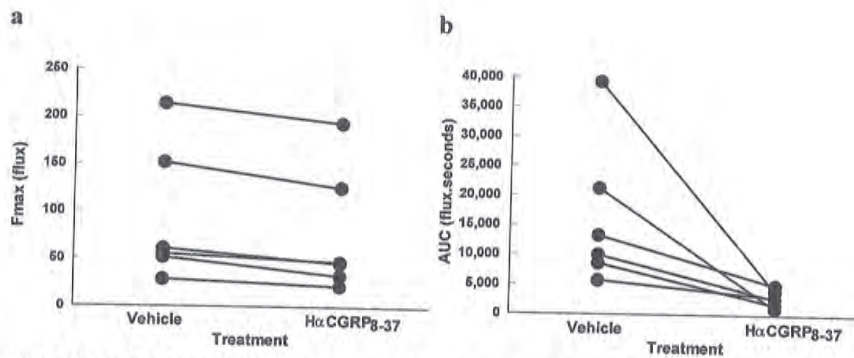 a
250
200
150
100
50
0
Fmax (flux)
Vehicle HαCGRP8-37
Treatment
b
40,000
35,000
30,000
25,000
20,000
15,000
10,000
5,000
0
AUC (flux.seconds)
Vehicle HαCGRP8-37
Treatment